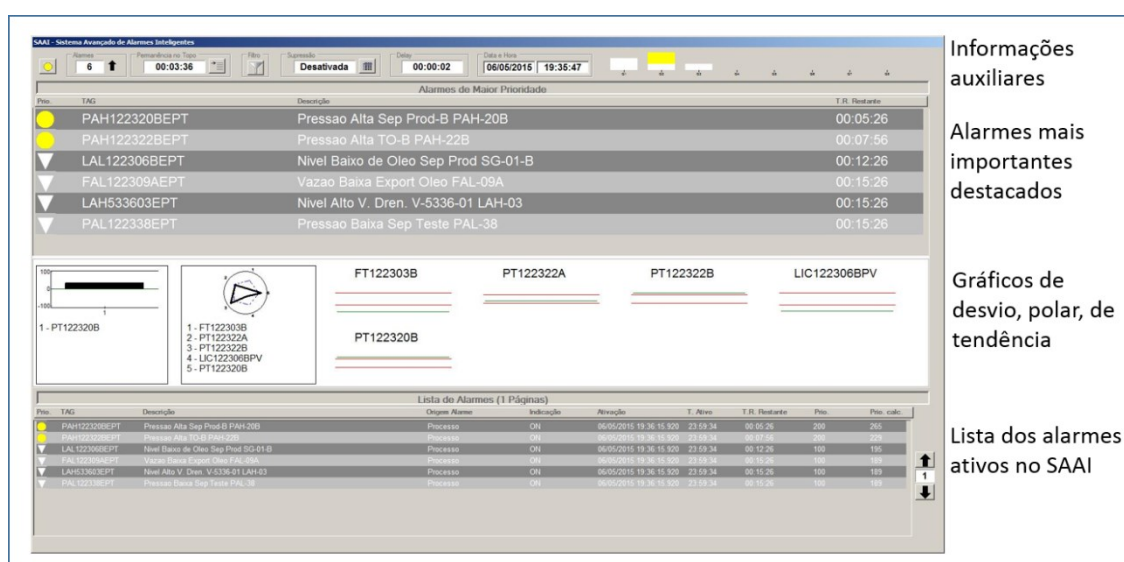 SAAI - Sistema Avançado de Alarmes Inteligentes
Alarmes Permanência no Topo Filtro Supressão Delay Data e Hora
6 00:03:36 Desativada 00:00:02 06/05/2015 19:35:47
Informações
auxiliares
Alarmes de Maior Prioridade
Prio. TAG Descrição T.R. Restante
PAH122320BEPT Pressao Alta Sep Prod-B PAH-20B 00:05:26
PAH122322BEPT Pressao Alta TO-B PAH-22B 00:07:56
LAL122306BEPT Nivel Baixo de Oleo Sep Prod SG-01-B 00:12:26
FAL122309AEPT Vazao Baixa Export Oleo FAL-09A 00:15:26
LAH533603EPT Nivel Alto V. Dren. V-5336-01 LAH-03 00:15:26
PAL122338EPT Pressao Baixa Sep Teste PAL-38 00:15:26
Alarmes mais
importantes
destacados
100
0
-100
1
1 - PT122320B
1 - FT122303B
2 - PT122322A
3 - PT122322B
4 - LIC122306BPV
5 - PT122320B
FT122303B PT122322A PT122322B LIC122306BPV
PT122320B
Gráficos de
desvio, polar, de
tendência
Lista de Alarmes (1 Páginas)
Prio. TAG Descrição Origem Alarme Indicação Ativação T. Ativo T.R. Restante Prio. Prio. calc.
PAH122320BEPT Pressao Alta Sep Prod-B PAH-20B Processo ON 06/05/2015 19:36:15.920 23:59:34 00:05:26 200 265
PAH122322BEPT Pressao Alta TO-B PAH-22B Processo ON 06/05/2015 19:36:15.920 23:59:34 00:07:56 200 229
LAL122306BEPT Nivel Baixo de Oleo Sep Prod SG-01-B Processo ON 06/05/2015 19:36:15.920 23:59:34 00:12:26 100 195
FAL122309AEPT Vazao Baixa Export Oleo FAL-09A Processo ON 06/05/2015 19:36:15.920 23:59:34 00:15:26 100 189
LAH533603EPT Nivel Alto V. Dren. V-5336-01 LAH-03 Processo ON 06/05/2015 19:36:15.920 23:59:34 00:15:26 100 189
PAL122338EPT Pressao Baixa Sep Teste PAL-38 Processo ON 06/05/2015 19:36:15.920 23:59:34 00:15:26 100 189
1
Lista dos alarmes
ativos no SAAI